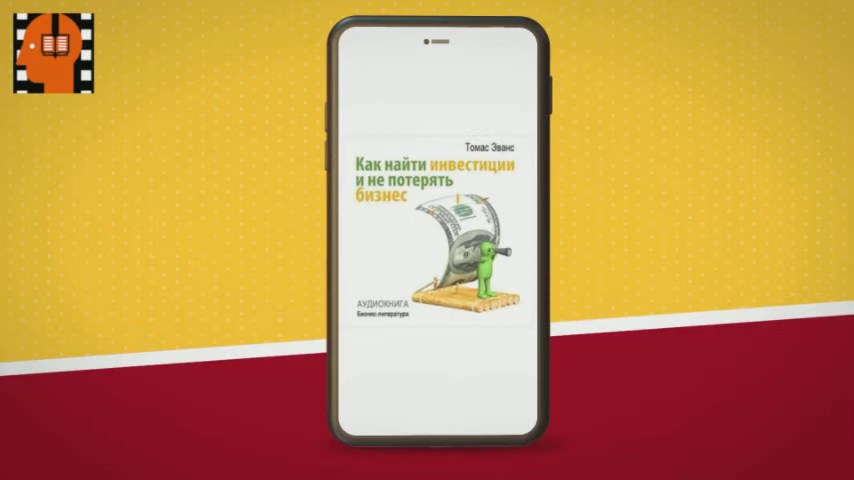 Томас Эванс
Как найти инвестиции
и не потерять
бизнес
АУДИОКНИГА
Бизнес литература